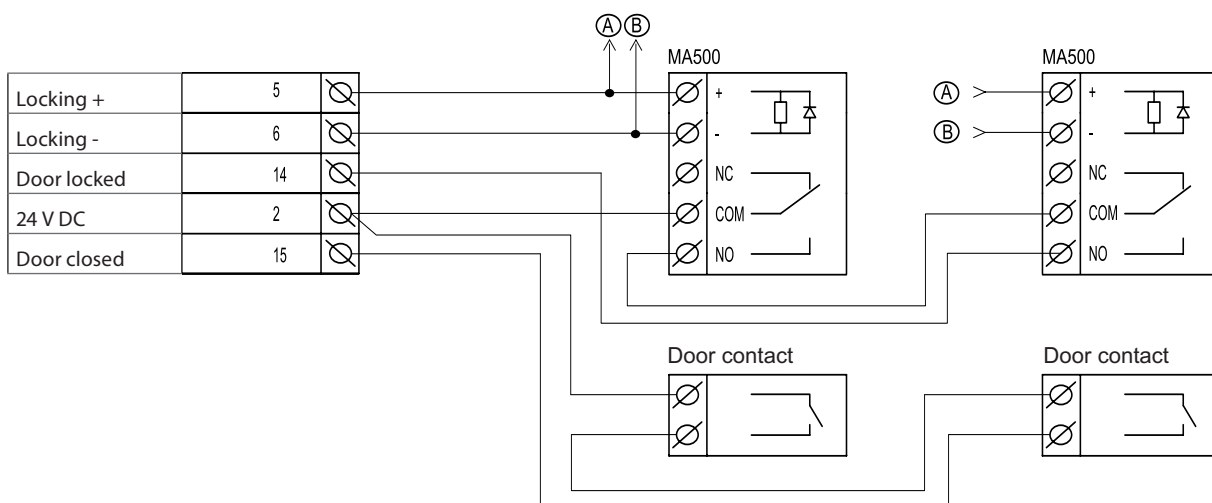 A B
MA500 MA500
Locking + 5 + A +
Locking - 6 - B -
Door locked 14 NC NC
24 V DC 2 COM COM
Door closed 15 NO NO
Door contact Door contact